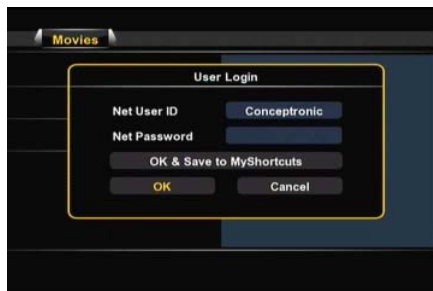 Movies
User Login
Net User ID Conceptronic
Net Password
OK & Save to MyShortcuts
OK Cancel